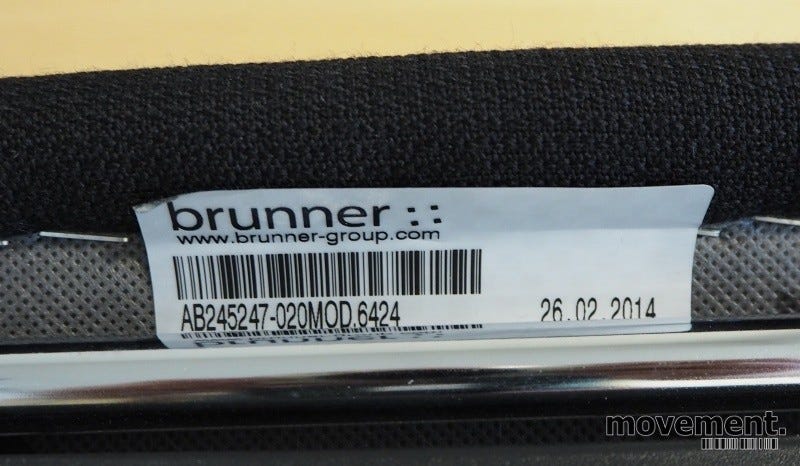 brunner ::
www.brunner-group.com
AB245247-020MOD.6424 26.02.2014
movement.